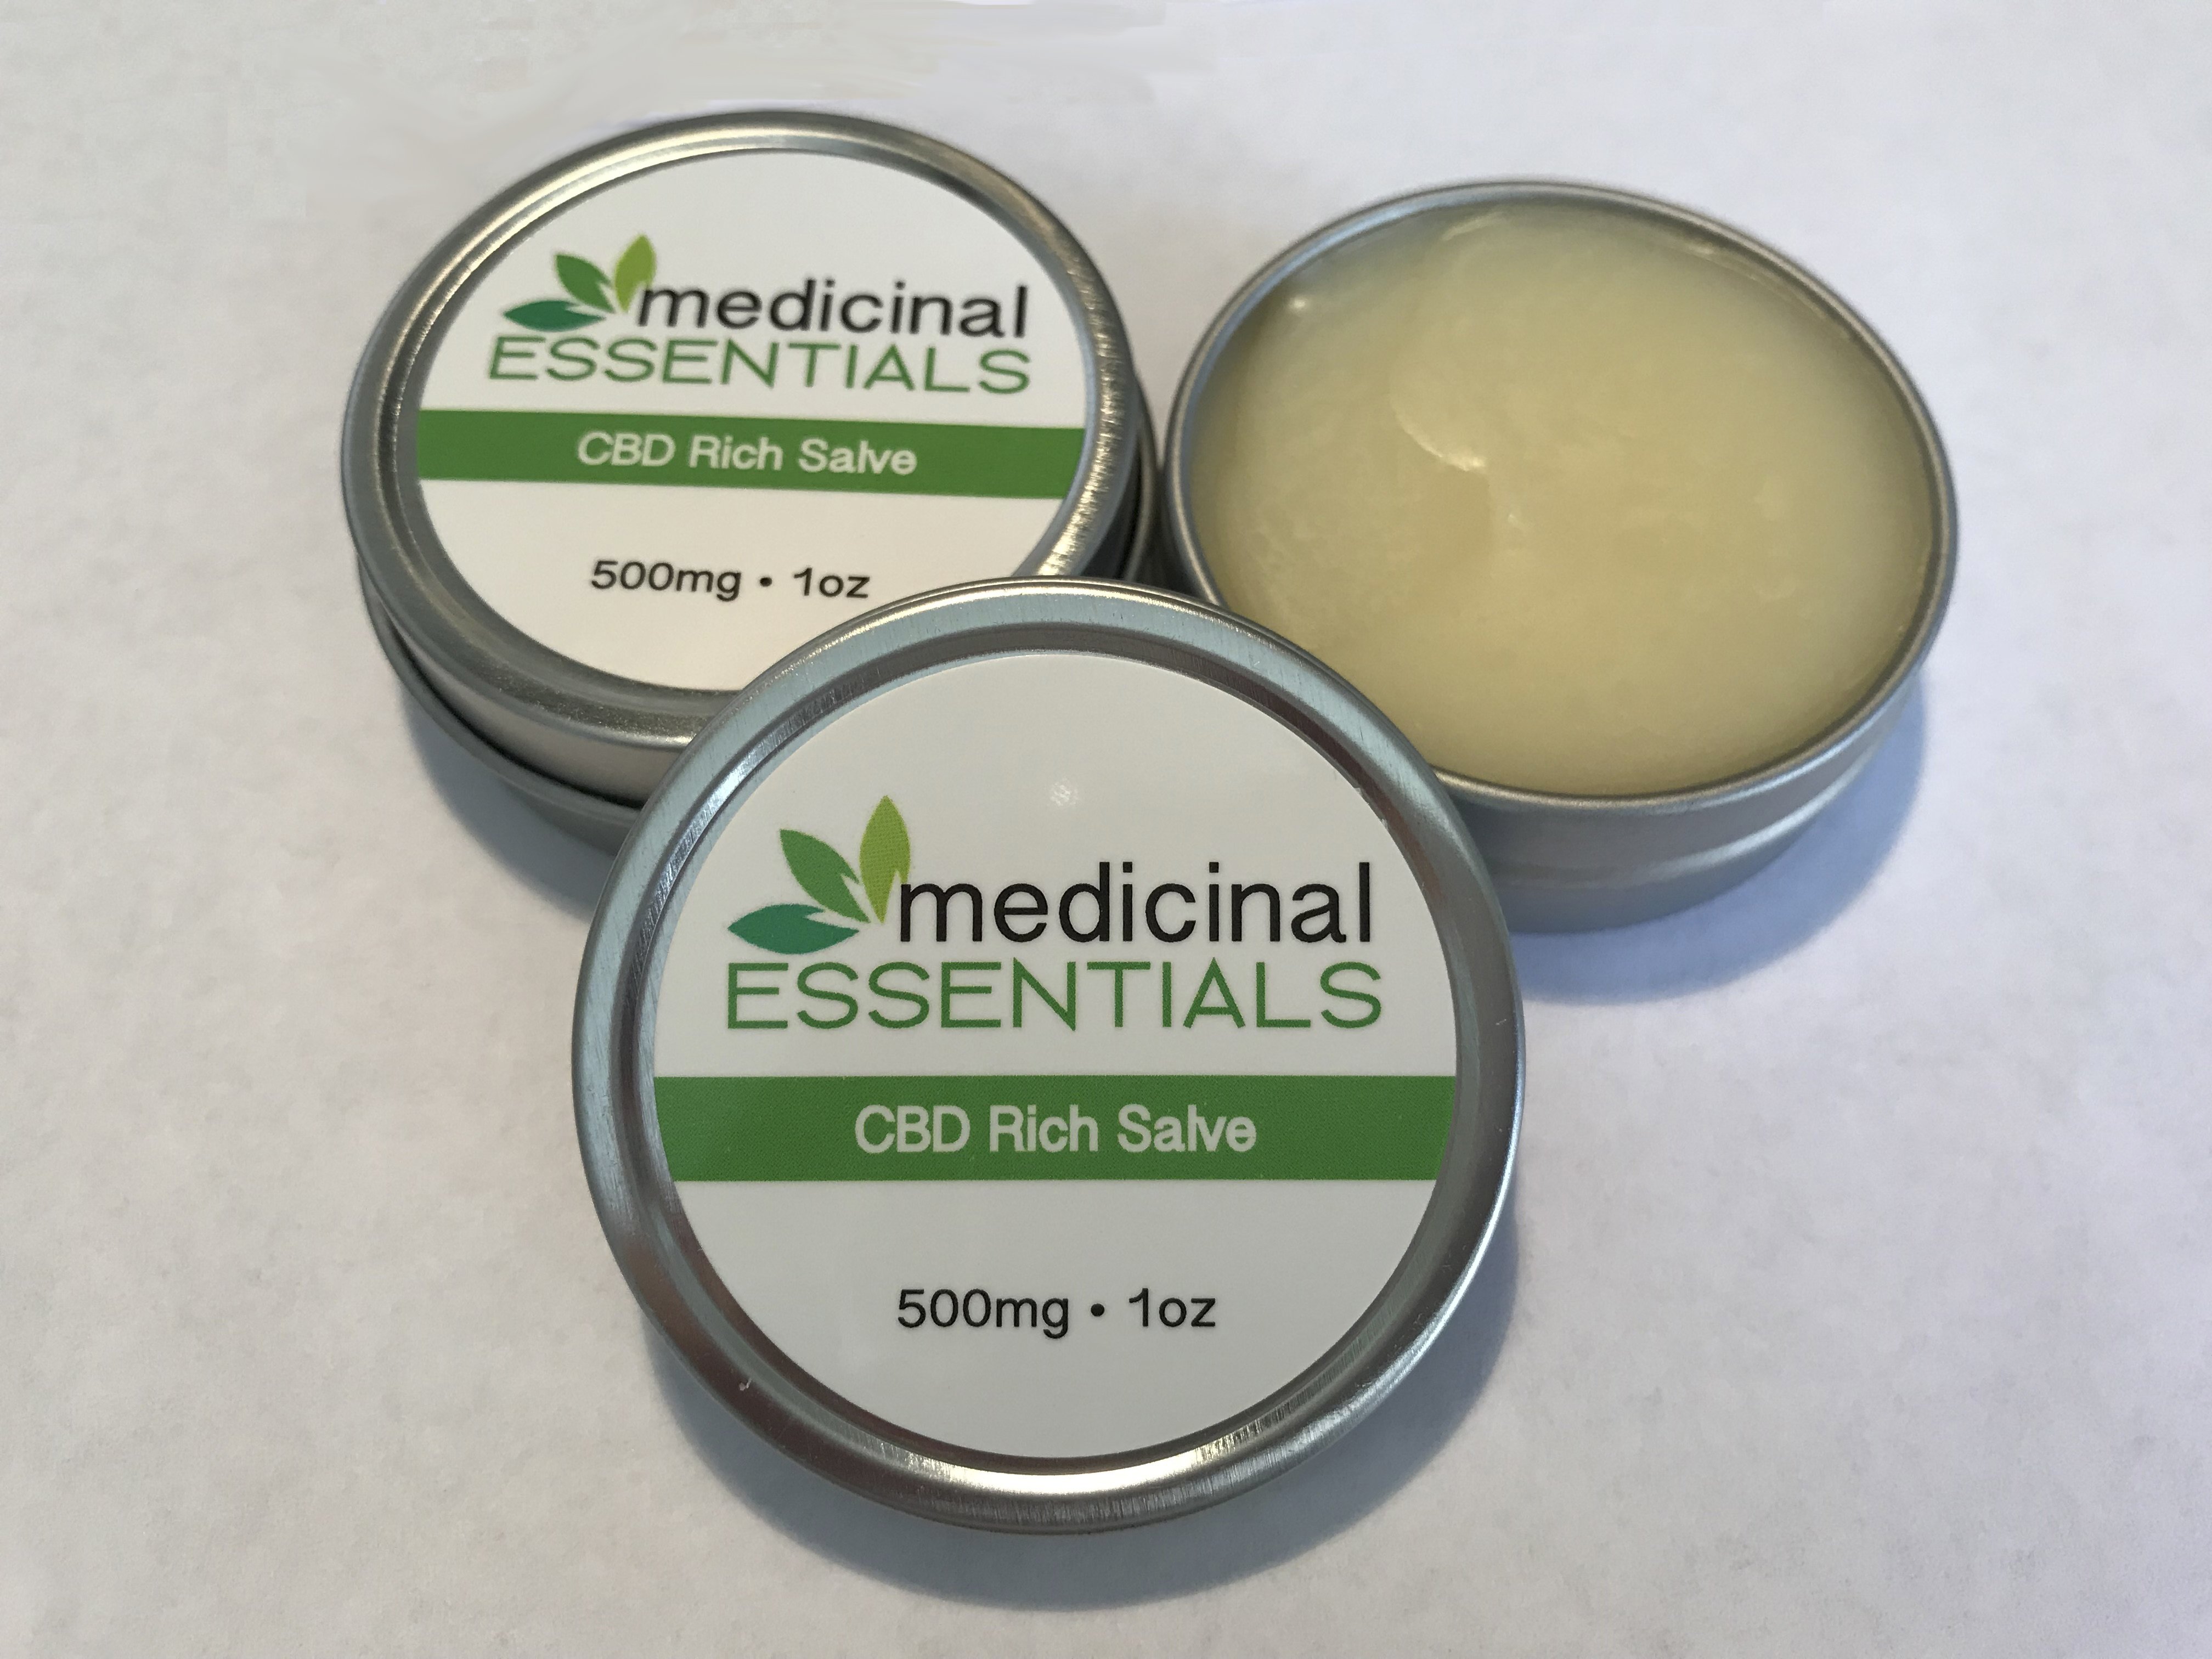 medicinal
ESSENTIALS
CBD Rich Salve
500mg • 1oz
medicinal
ESSENTIALS
CBD Rich Salve
500mg • 1oz